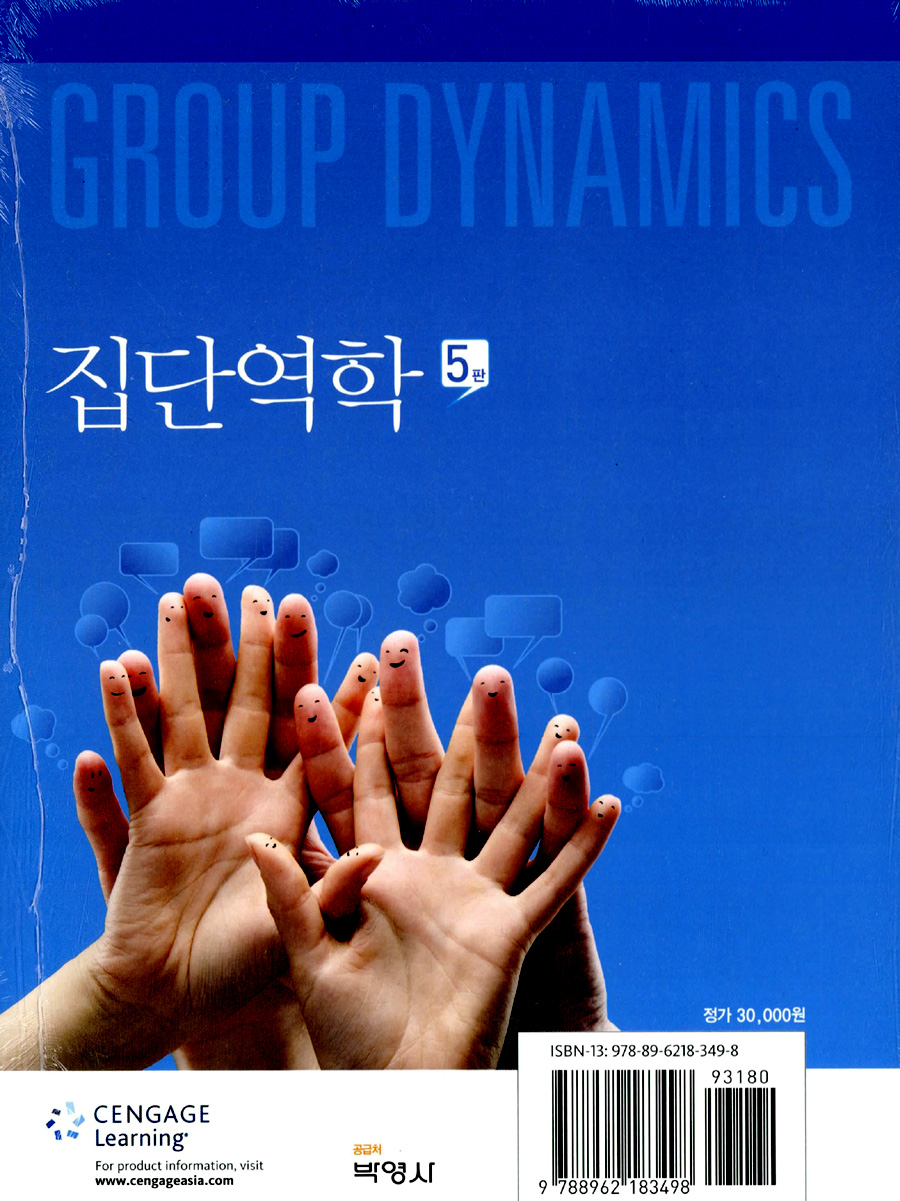 GROUP DYNAMICS
집단역학 5판
정가 30,000원
ISBN-13: 978-89-6218-349-8
93180
9 788962 183498
CENGAGE
Learning
For product information, visit
www.cengageasia.com
공급처
박영사